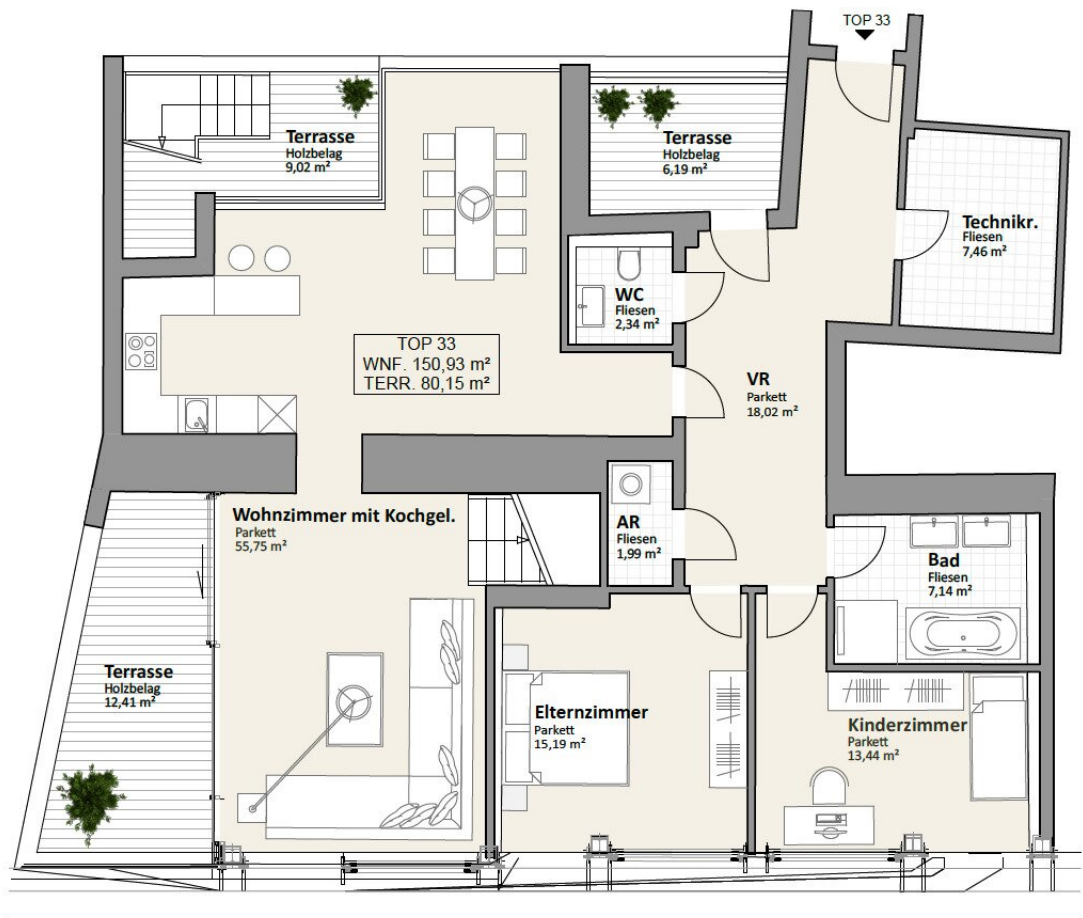 TOP 33
Terrasse
Holzbelag
9,02 m²
Terrasse
Holzbelag
6,19 m²
Technikr.
Fliesen
7,46 m²
WC
Fliesen
2,34 m²
TOP 33
WNF. 150,93 m²
TERR. 80,15 m²
VR
Parkett
18,02 m²
Wohnzimmer mit Kochgel.
Parkett
55,75 m²
AR
Fliesen
1,99 m²
Bad
Fliesen
7,14 m²
Terrasse
Holzbelag
12,41 m²
Elternzimmer
Parkett
15,19 m²
Kinderzimmer
Parkett
13,44 m²